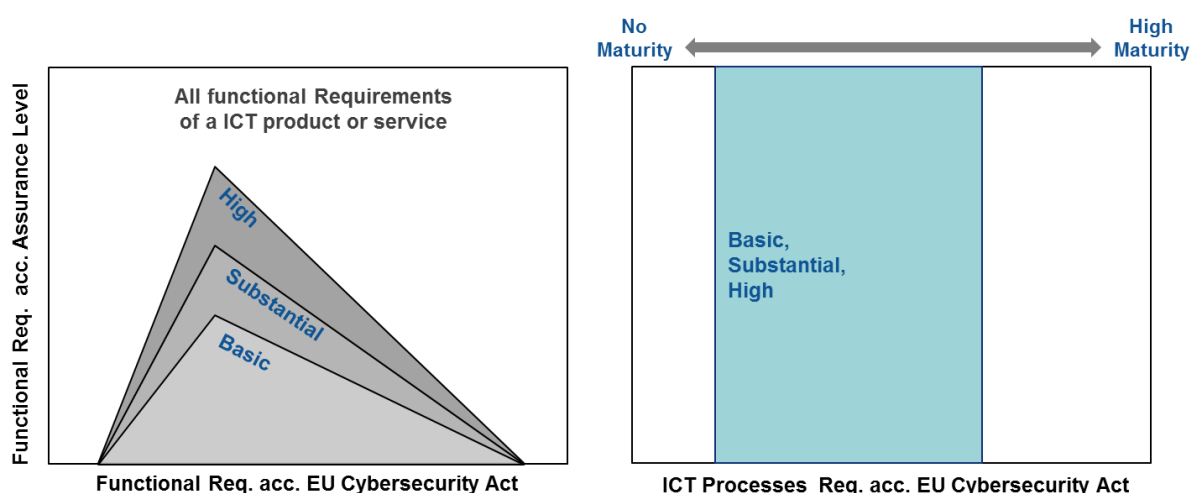 No
Maturity
High
Maturity
Functional Req. acc. Assurance Level
All functional Requirements
of a ICT product or service
High
Substantial
Basic
Functional Req. acc. EU Cybersecurity Act
Basic,
Substantial,
High
ICT Processes Req. acc. EU Cybersecurity Act